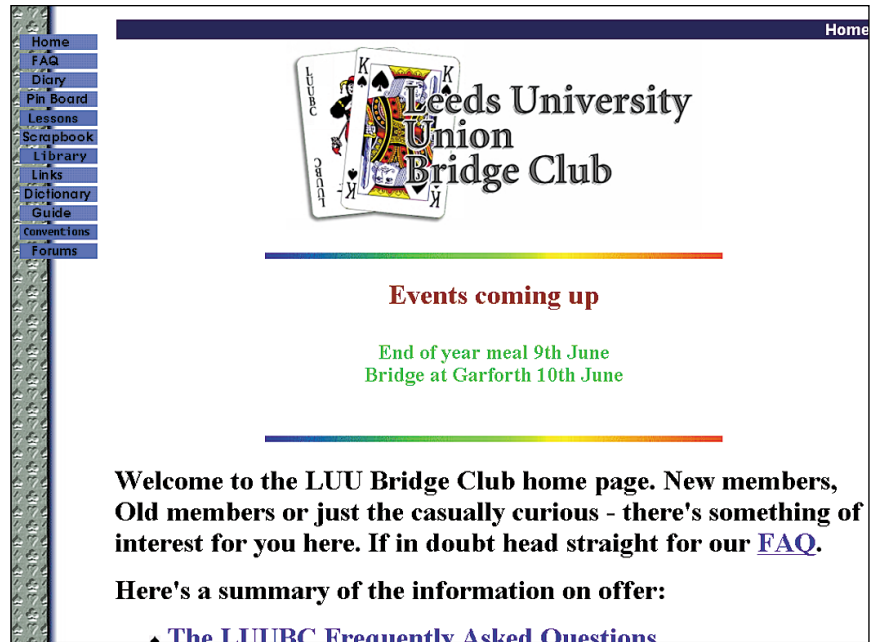 Home
Home
FAQ
Diary
Pin Board
Lessons
Scrapbook
Library
Links
Dictionary
Guide
Conventions
Forums
K
K
LUUBC
LUUBC
K
K
Leeds University
Union
Bridge Club
Events coming up
End of year meal 9th June
Bridge at Garforth 10th June
Welcome to the LUU Bridge Club home page. New members,
Old members or just the casually curious - there's something of
interest for you here. If in doubt head straight for our FAQ.
Here's a summary of the information on offer:
The LUUBC Frequently Asked Questions